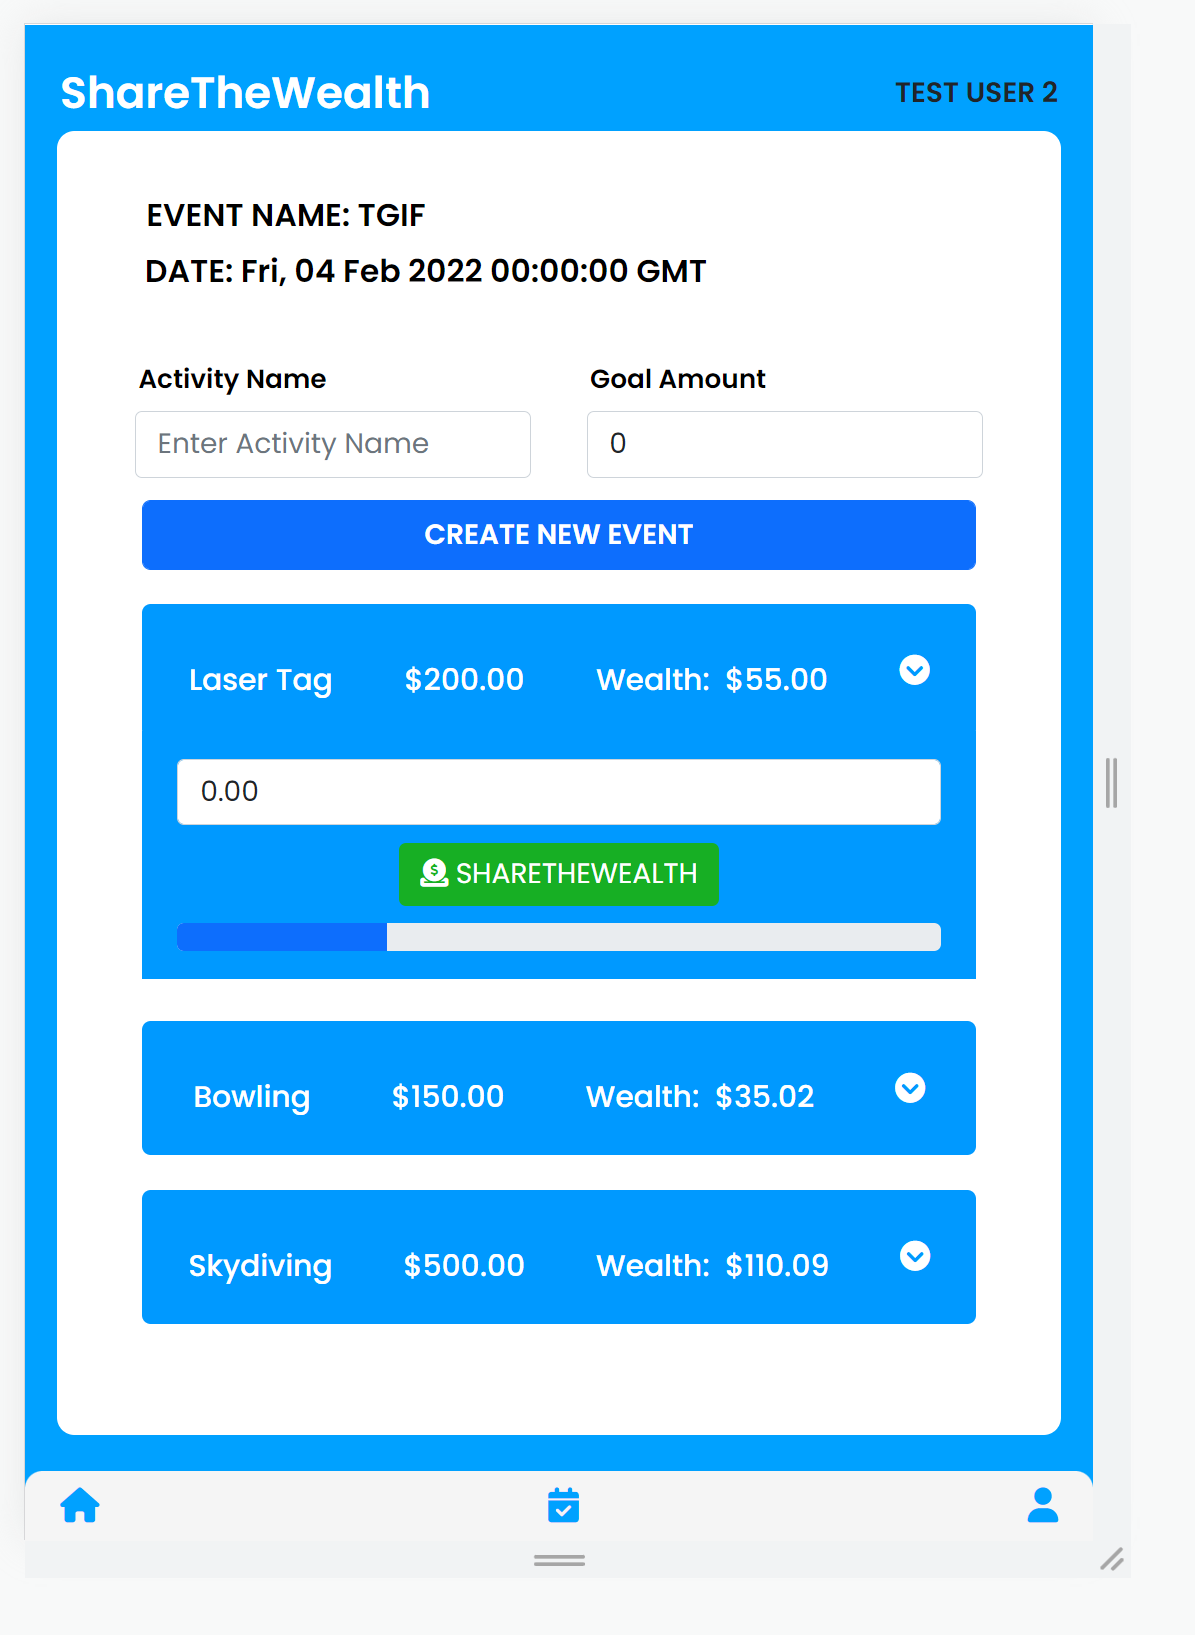 ShareTheWealth TEST USER 2
EVENT NAME: TGIF
DATE: Fri, 04 Feb 2022 00:00:00 GMT
Activity Name Goal Amount
Enter Activity Name 0
CREATE NEW EVENT
Laser Tag $200.00 Wealth: $55.00
0.00
$ SHARETHEWEALTH
Bowling $150.00 Wealth: $35.02
Skydiving $500.00 Wealth: $110.09